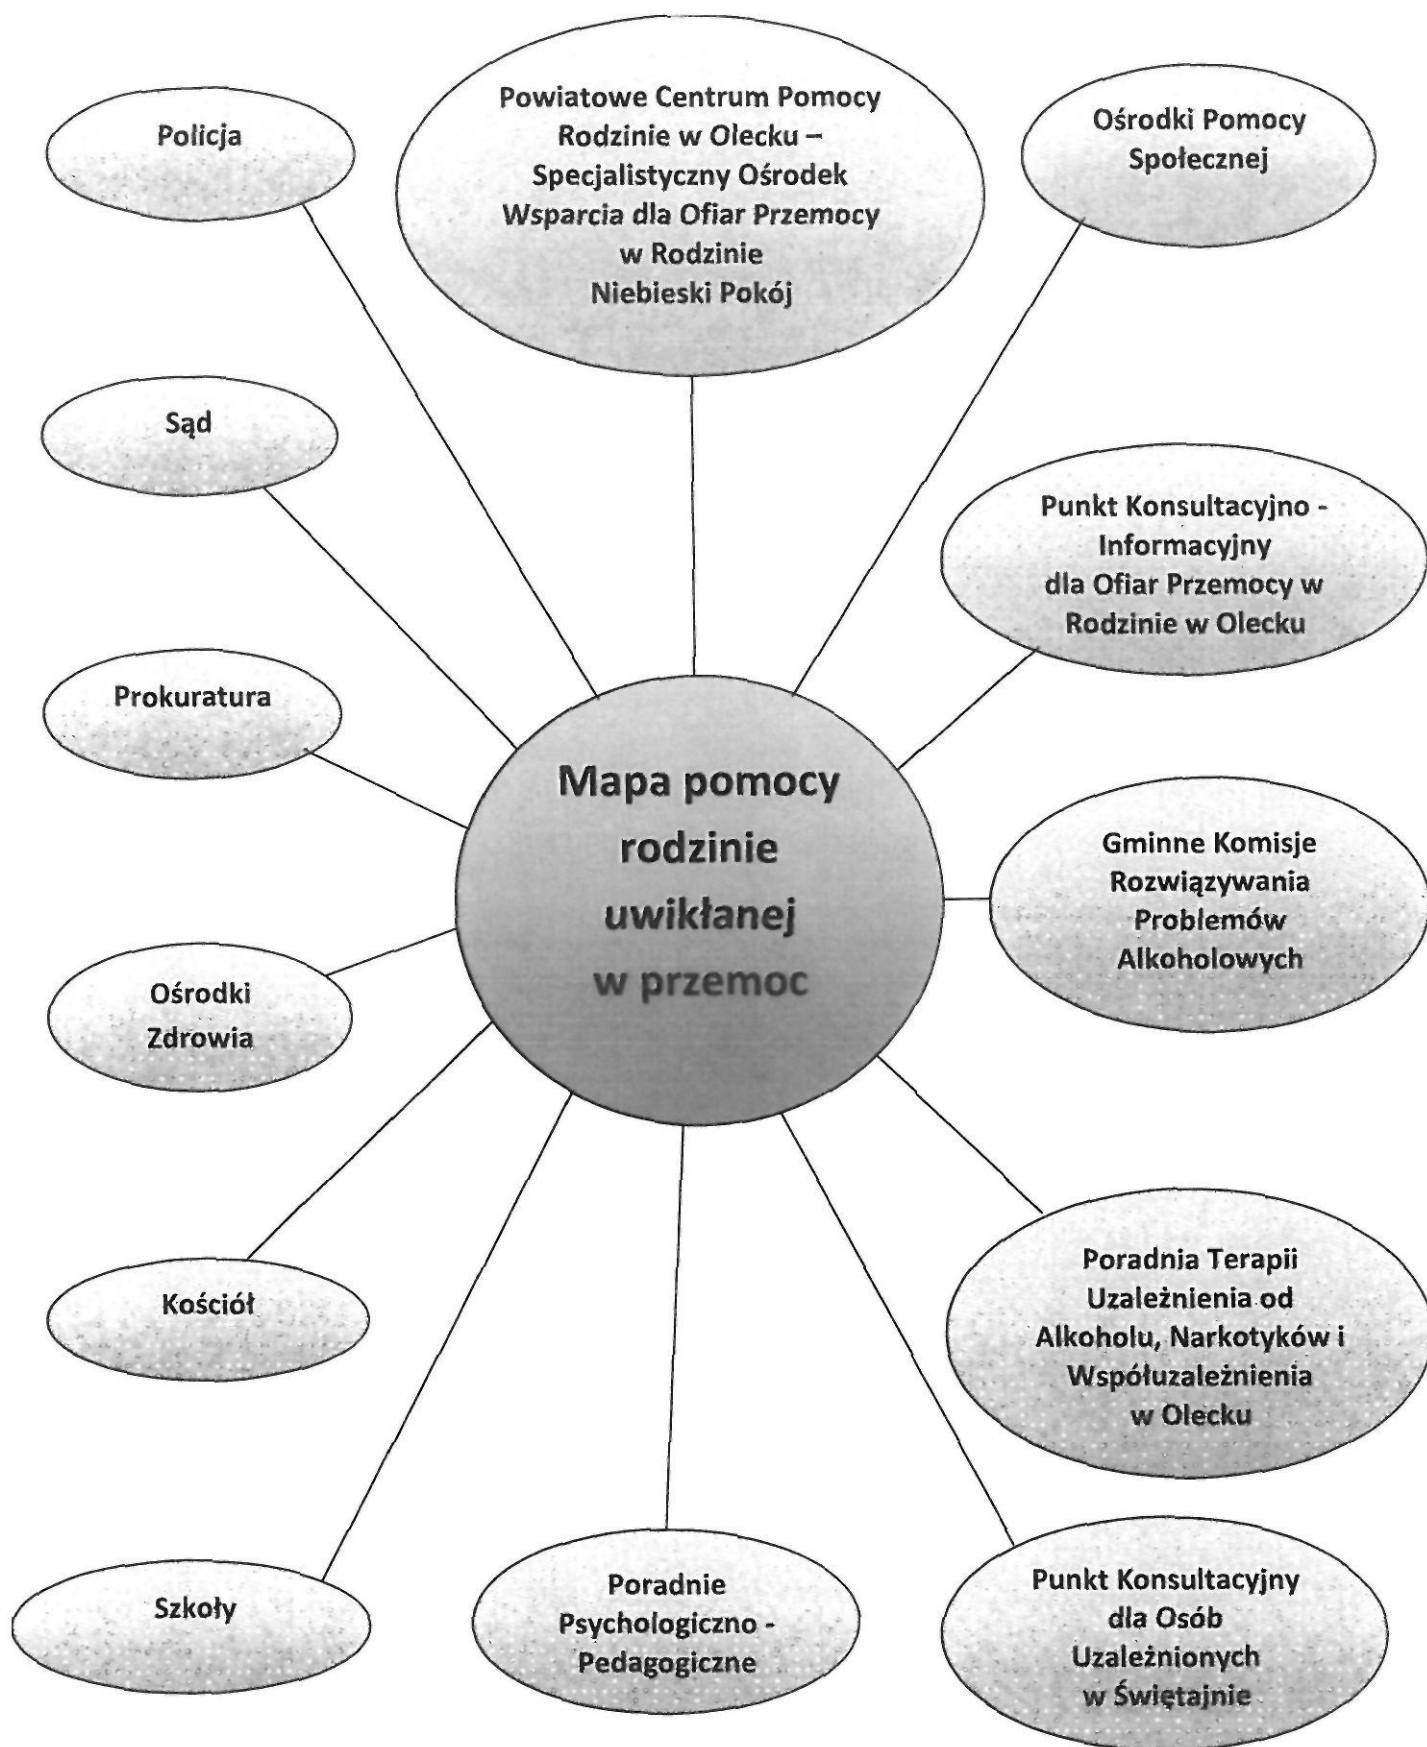 Policja
Powiatowe Centrum Pomocy
Rodzinie w Olecku –
Specjalistyczny Ośrodek
Wsparcia dla Ofiar Przemocy
w Rodzinie
Niebieski Pokój
Ośrodki Pomocy
Społecznej
Sąd
Punkt Konsultacyjno -
Informacyjny
dla Ofiar Przemocy w
Rodzinie w Olecku
Prokuratura
Mapa pomocy
rodzinie
uwikłanej
w przemoc
Gminne Komisje
Rozwiązywania
Problemów
Alkoholowych
Ośrodki
Zdrowia
Kościół
Poradnia Terapii
Uzależnienia od
Alkoholu, Narkotyków i
Współuzależnienia
w Olecku
Szkoły
Poradnie
Psychologiczno -
Pedagogiczne
Punkt Konsultacyjny
dla Osób
Uzależnionych
w Świętajnie